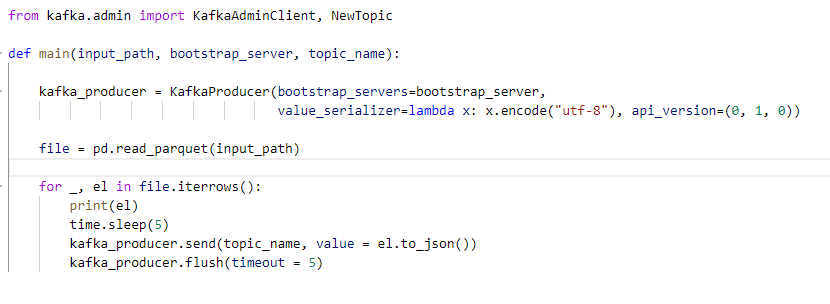 from kafka.admin import KafkaAdminClient, NewTopic
def main(input_path, bootstrap_server, topic_name):
kafka_producer = KafkaProducer(bootstrap_servers=bootstrap_server,
value_serializer=lambda x: x.encode("utf-8"), api_version=(0, 1, 0))
file = pd.read_parquet(input_path)
for _, el in file.iterrows():
print(el)
time.sleep(5)
kafka_producer.send(topic_name, value = el.to_json())
kafka_producer.flush(timeout = 5)